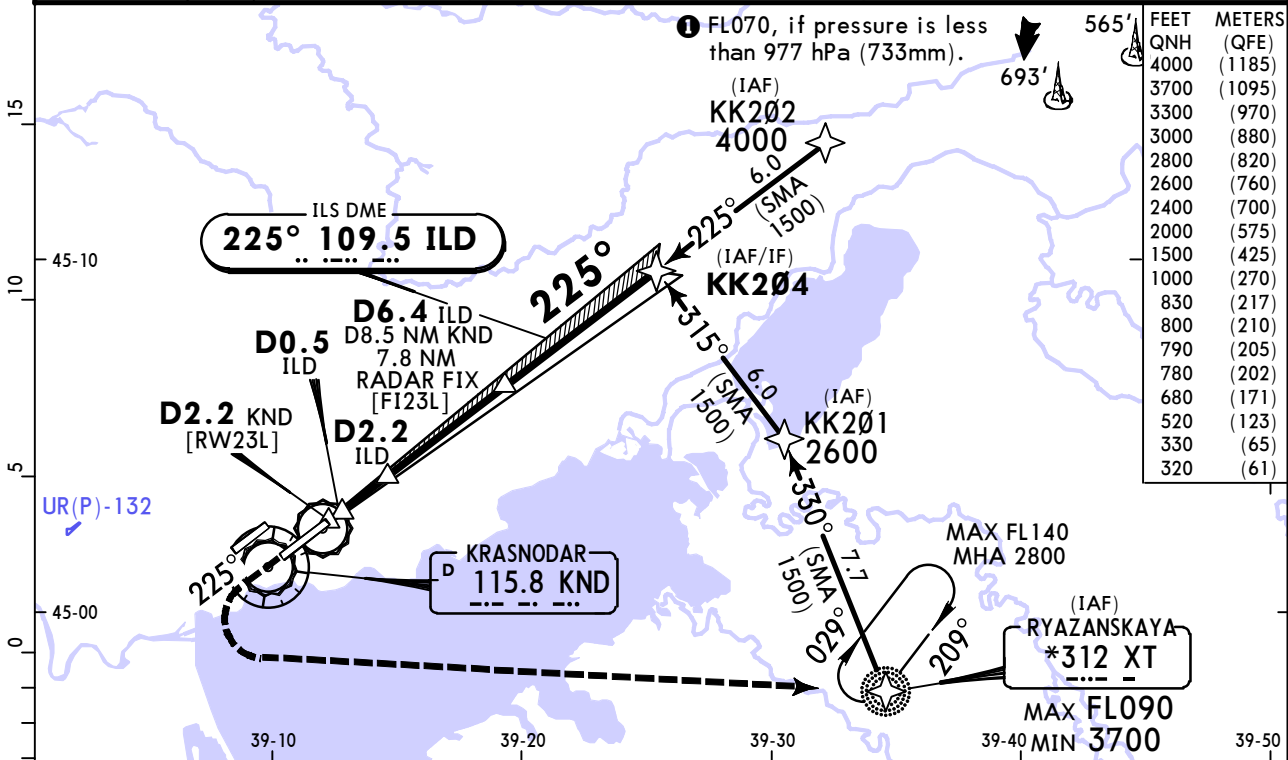 ❶ FL070, if pressure is less
than 977 hPa (733mm).
565'
693'
FEET METERS
QNH (QFE)
4000 (1185)
3700 (1095)
3300 (970)
3000 (880)
2800 (820)
2600 (760)
2400 (700)
2000 (575)
1500 (425)
1000 (270)
830 (217)
800 (210)
790 (205)
780 (202)
680 (171)
520 (123)
330 (65)
320 (61)
15
(IAF)
KK2Ø2
4000
6.0
225°
(SMA
1500)
ILS DME
225° 109.5 ILD
45-10
10
225°
(IAF/IF)
KK2Ø4
D6.4 ILD
D8.5 NM KND
7.8 NM
RADAR FIX
[FI23L]
D0.5
ILD
315°
6.0
(SMA
1500)
(IAF)
KK2Ø1
2600
D2.2 KND
[RW23L]
D2.2
ILD
5
UR(P)-132
330°
7.7
(SMA
1500)
MAX FL140
MHA 2800
KRASNODAR
D 115.8 KND
225°
45-00
0
029°
209°
(IAF)
RYAZANSKAYA
*312 XT
MAX FL090
MIN 3700
39-10
39-20
39-30
39-40
39-50